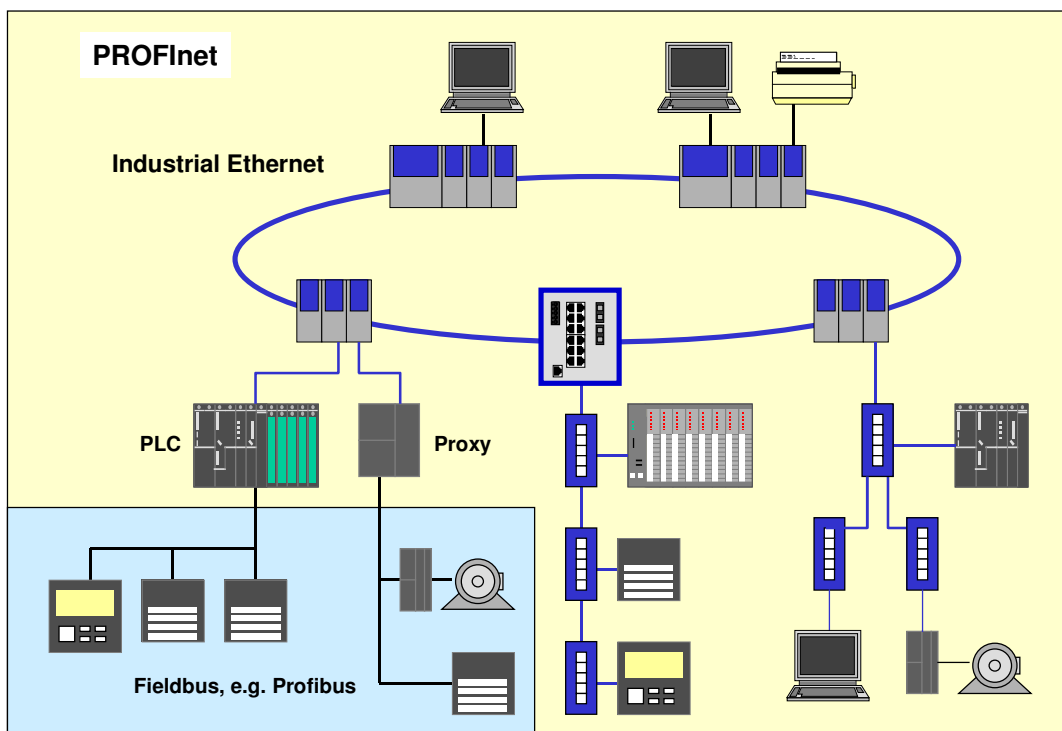 PROFInet
Industrial Ethernet
PLC
Proxy
Fieldbus, e.g. Profibus